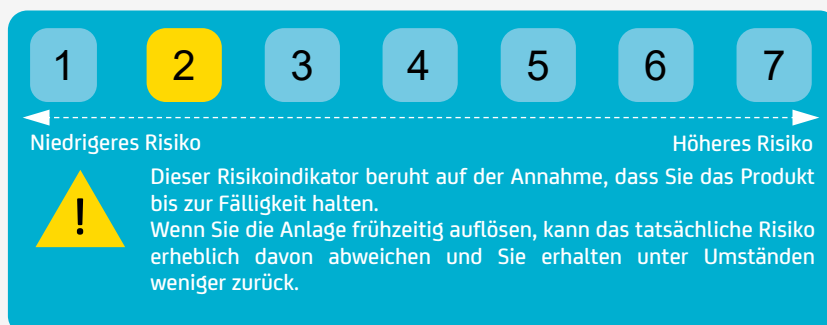 1 2 3 4 5 6 7
Niedrigeres Risiko Höheres Risiko
!
Dieser Risikoindikator beruht auf der Annahme, dass Sie das Produkt
bis zur Fälligkeit halten.
Wenn Sie die Anlage frühzeitig auflösen, kann das tatsächliche Risiko
erheblich davon abweichen und Sie erhalten unter Umständen
weniger zurück.